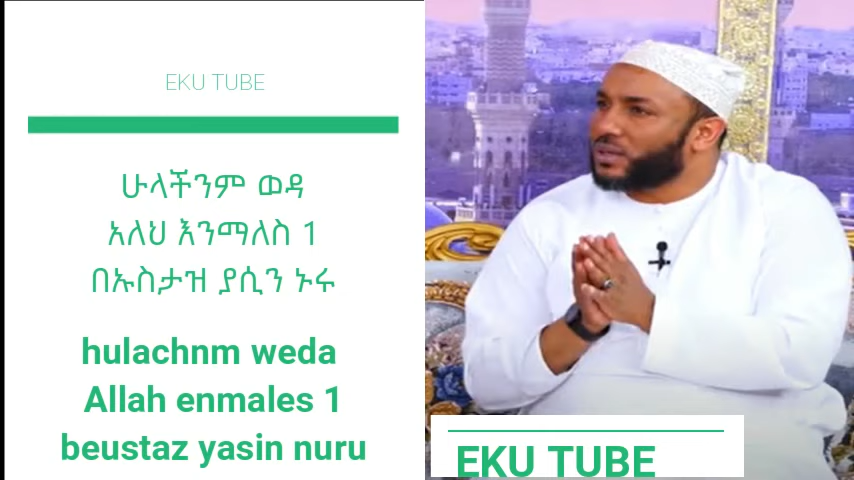 EKU TUBE
ሁላችንም ወዳ
አለህ እንማለስ 1
በኡስታዝ ያሲን ኑሩ
hulachnm weda
Allah enmales 1
beustaz yasin nuru
EKU TUBE